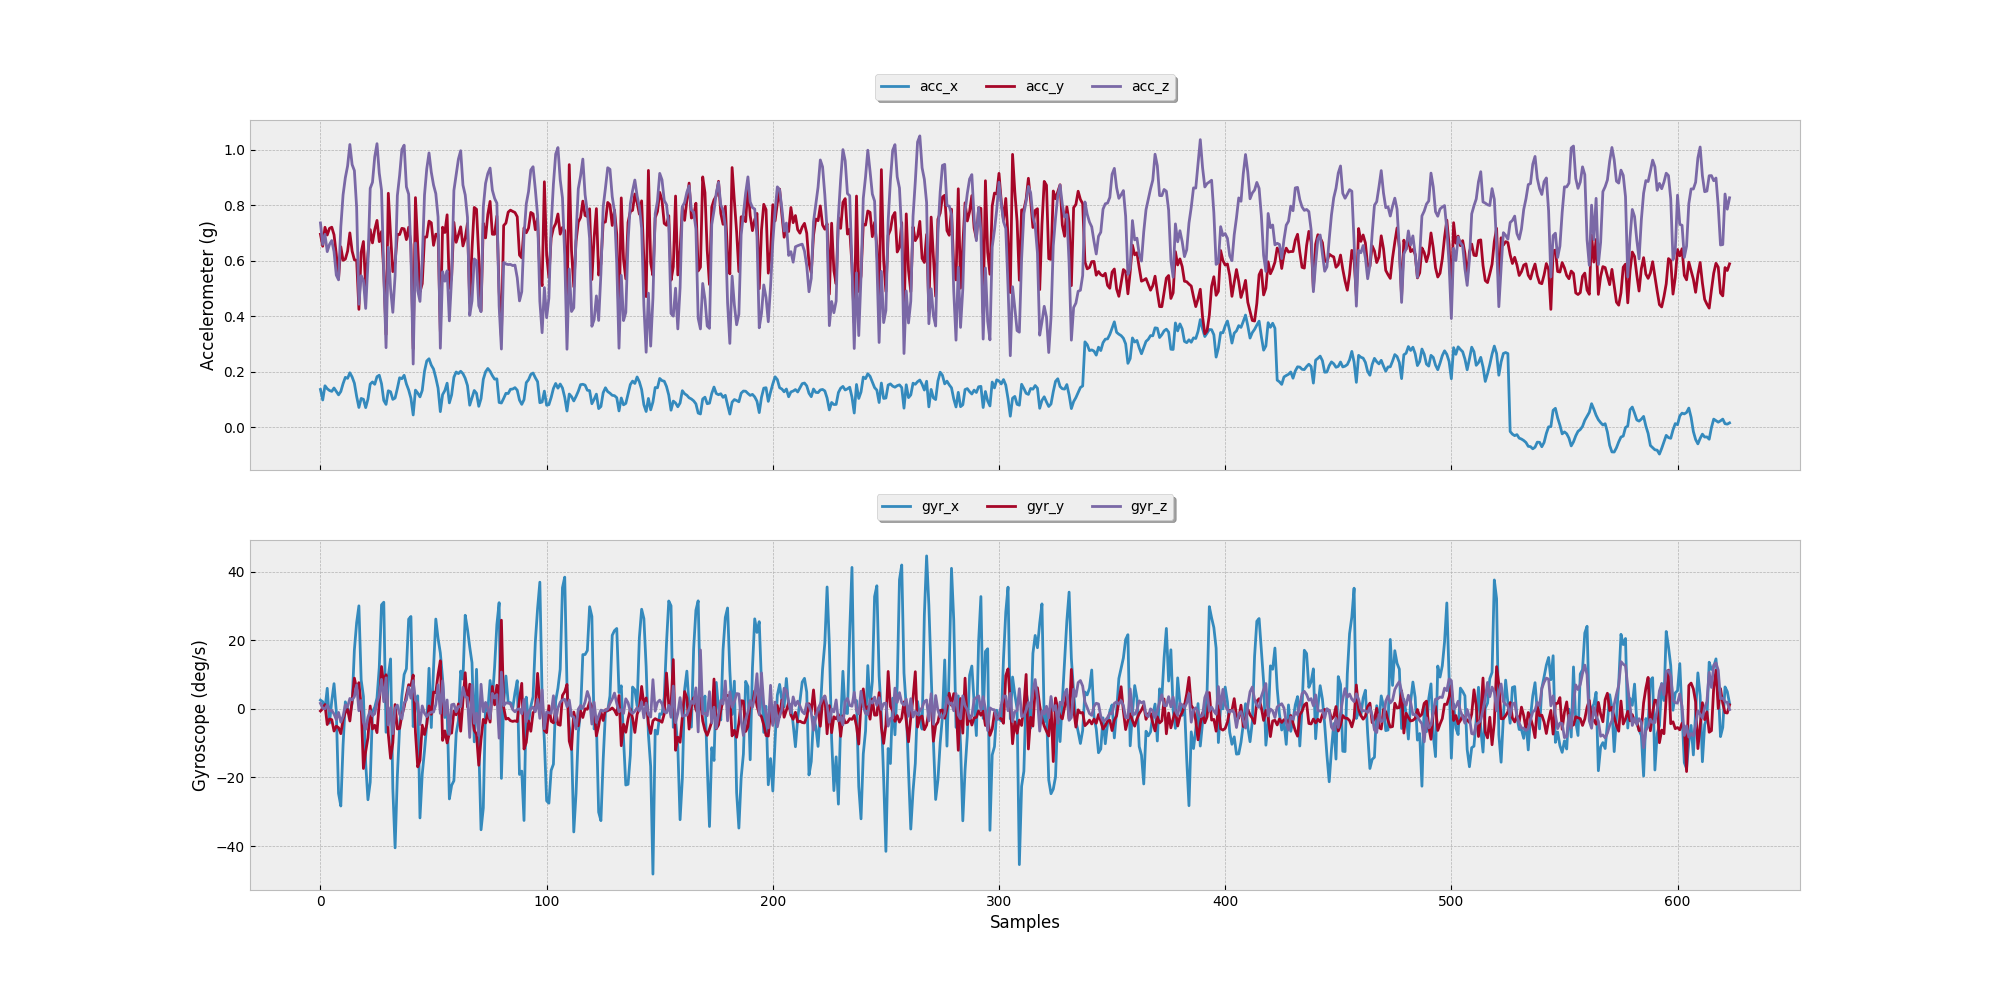 acc_x acc_y acc_z
1.0
0.8
0.6
0.4
0.2
0.0
Accelerometer (g)
gyr_x gyr_y gyr_z
40
20
0
−20
−40
Gyroscope (deg/s)
0 100 200 300 400 500 600
Samples